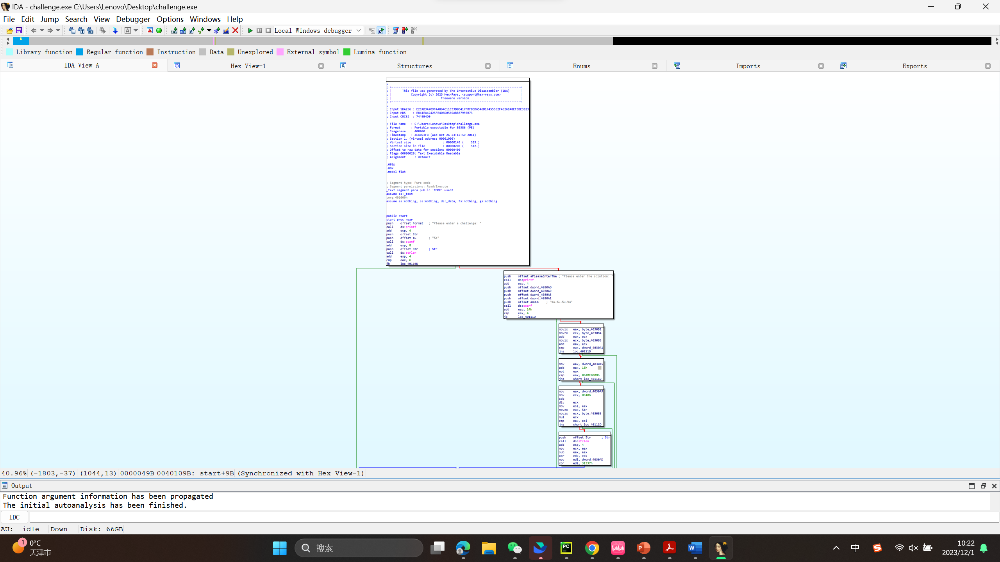 IDA - challenge.exe C:\Users\Lenovo\Desktop\challenge.exe
File Edit Jump Search View Debugger Options Windows Help
Local Windows debugger
Library function Regular function Instruction Data Unexplored External symbol Lumina function
IDA View-A Hex View-1 Structures Enums Imports Exports
;
; +-------------------------------------------------------------------------+
; | This file was generated by The Interactive Disassembler (IDA) |
; | Copyright (c) 2023 Hex-Rays, <support@hex-rays.com> |
; | Freeware version |
; +-------------------------------------------------------------------------+
;
; Input SHA256 : E2CAB3A709F4A864C11C33D0D417FBF8DD6546D17455562F4626BA8EF3BE3823
; Input MD5 : E841EA42425FE406D0569ABB879F0B73
; Input CRC32 : 7449B4D0
; File Name : C:\Users\Lenovo\Desktop\challenge.exe
; Format : Portable executable for 80386 (PE)
; Imagebase : 400000
; Timestamp : 4EA893FB (Wed Oct 26 23:12:59 2011)
; Section 1. (virtual address 00001000)
; Virtual size : 00000145 ( 325.)
; Section size in file : 00000200 ( 512.)
; Offset to raw data for section: 00000400
; Flags 60000020: Text Executable Readable
; Alignment : default
.686p
.mmx
.model flat
; Segment type: Pure code
; Segment permissions: Read/Execute
_text segment para public 'CODE' use32
assume cs:_text
;org 401000h
assume es:nothing, ss:nothing, ds:_data, fs:nothing, gs:nothing
public start
start proc near
push offset Format ; "Please enter a challenge: "
call ds:printf
add esp, 4
push offset Str
push offset aS ; "%s"
call ds:scanf
add esp, 8
push offset Str ; Str
call ds:strlen
add esp, 4
cmp eax, 6
jb loc_40110D
push offset aPleaseEnterThe ; "Please enter the solution: "
call ds:printf
add esp, 4
push offset dword_4030AD
push offset dword_4030A9
push offset dword_4030A5
push offset dword_4030A1
push offset aUUUU ; "%u-%u-%u-%u"
call ds:scanf
add esp, 14h
cmp eax, 4
jb loc_40111D
movzx eax, byte_4030B2
movzx ecx, byte_4030B4
add eax, ecx
movzx ecx, byte_4030B5
add eax, ecx
cmp eax, dword_4030A1
jnz loc_40111D
mov eax, dword_4030A5
add eax, 18h
not eax
cmp eax, 0BADF000Dh
jnz short loc_40111D
mov eax, dword_4030A9
mov ecx, 0C48h
cdq
div ecx
mov esi, eax
movzx eax, Str
movzx ecx, byte_4030B3
mul ecx
cmp eax, esi
jnz short loc_40111D
push offset Str ; Str
call ds:strlen
add esp, 4
mov ecx, eax
sub eax, eax
xor edx, edx
mov edi, dword_4030AD
xor edi, 31337h
40.96% (-1803,-37) (1044,13) 0000049B 0040109B: start+9B (Synchronized with Hex View-1)
Output
Function argument information has been propagated
The initial autoanalysis has been finished.
IDC
AU: idle Down Disk: 66GB
1 0°C
天津市
搜索
中
10:22
2023/12/1